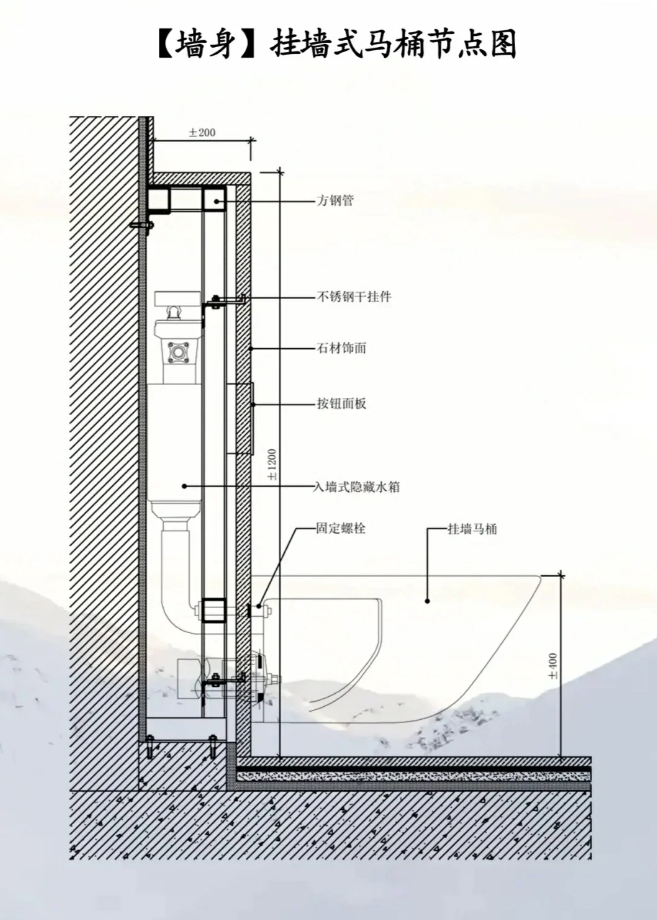 【墙身】挂墙式马桶节点图
±200
方钢管
不锈钢干挂件
石材饰面
按钮面板
±1200
入墙式隐藏水箱
固定螺栓
挂墙马桶
±400